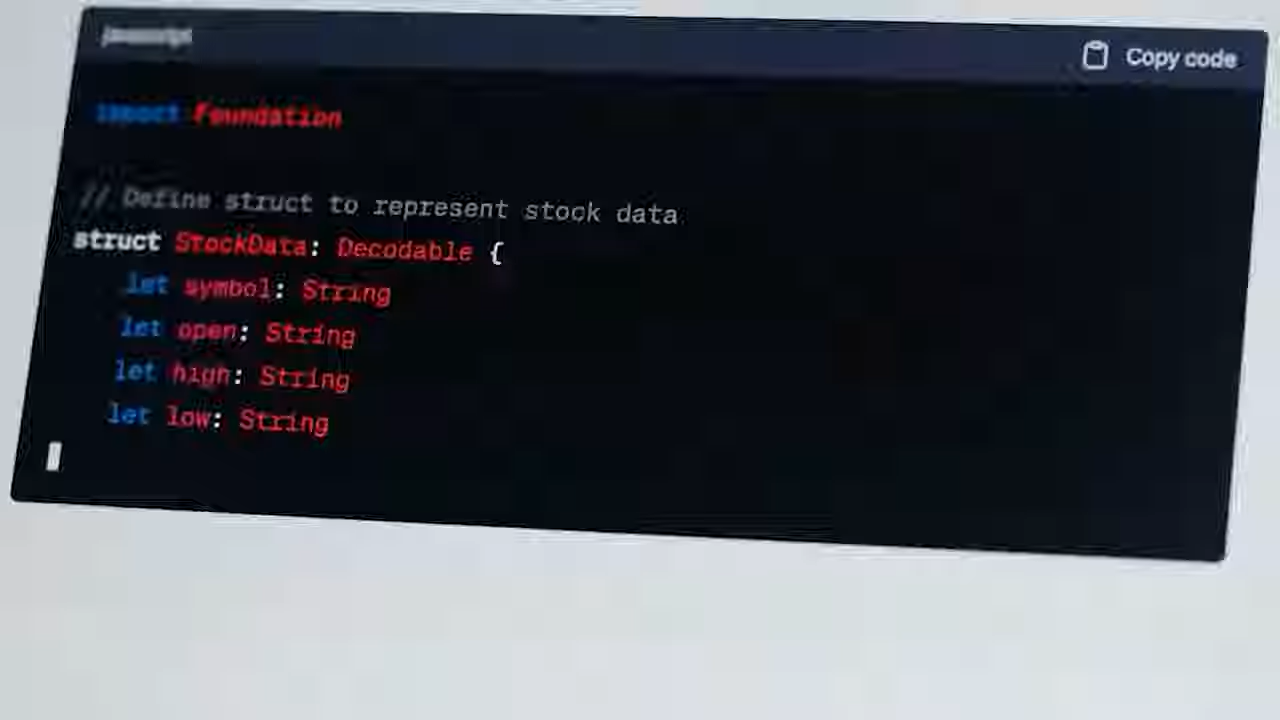 javascript
Copy code
import Foundation
// Define struct to represent stock data
struct StockData: Decodable {
let symbol: String
let open: String
let high: String
let low: String